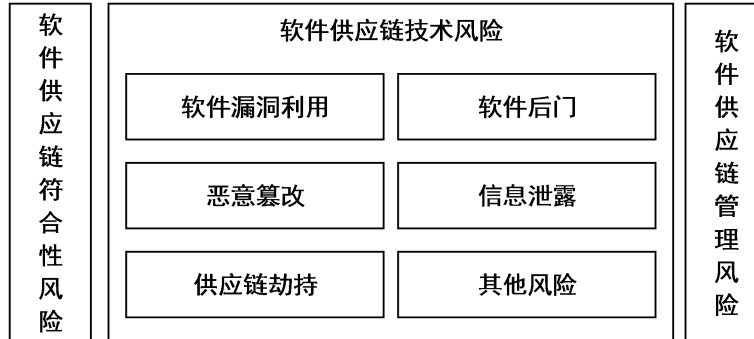 软件供应链符合性风险
软件供应链技术风险
软件漏洞利用
软件后门
恶意篡改
信息泄露
供应链劫持
其他风险
软件供应链管理风险